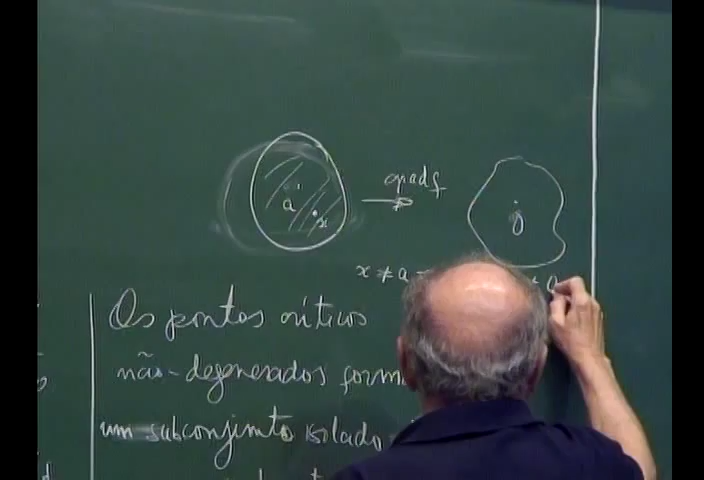 grad f
a
x
x ≠ a
Os pontos críticos
não-degenerados form
um subconjunto isolado